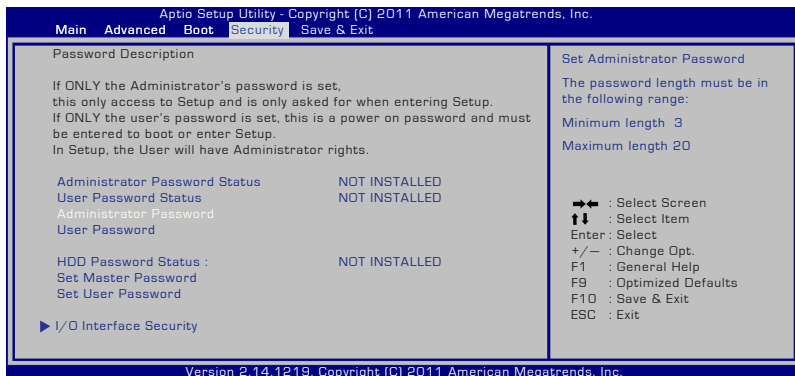 Aptio Setup Utility - Copyright (C) 2011 American Megatrends, Inc.
Main Advanced Boot Security Save & Exit
Password Description
If ONLY the Administrator's password is set,
this only access to Setup and is only asked for when entering Setup.
If ONLY the user's password is set, this is a power on password and must
be entered to boot or enter Setup.
In Setup, the User will have Administrator rights.
Administrator Password Status NOT INSTALLED
User Password Status NOT INSTALLED
Administrator Password
User Password
HDD Password Status : NOT INSTALLED
Set Master Password
Set User Password
I/O Interface Security
Set Administrator Password
The password length must be in
the following range:
Minimum length 3
Maximum length 20
→← : Select Screen
↑↓ : Select Item
Enter : Select
+/− : Change Opt.
F1 : General Help
F9 : Optimized Defaults
F10 : Save & Exit
ESC : Exit
Version 2.14.1219. Copyright (C) 2011 American Megatrends, Inc.